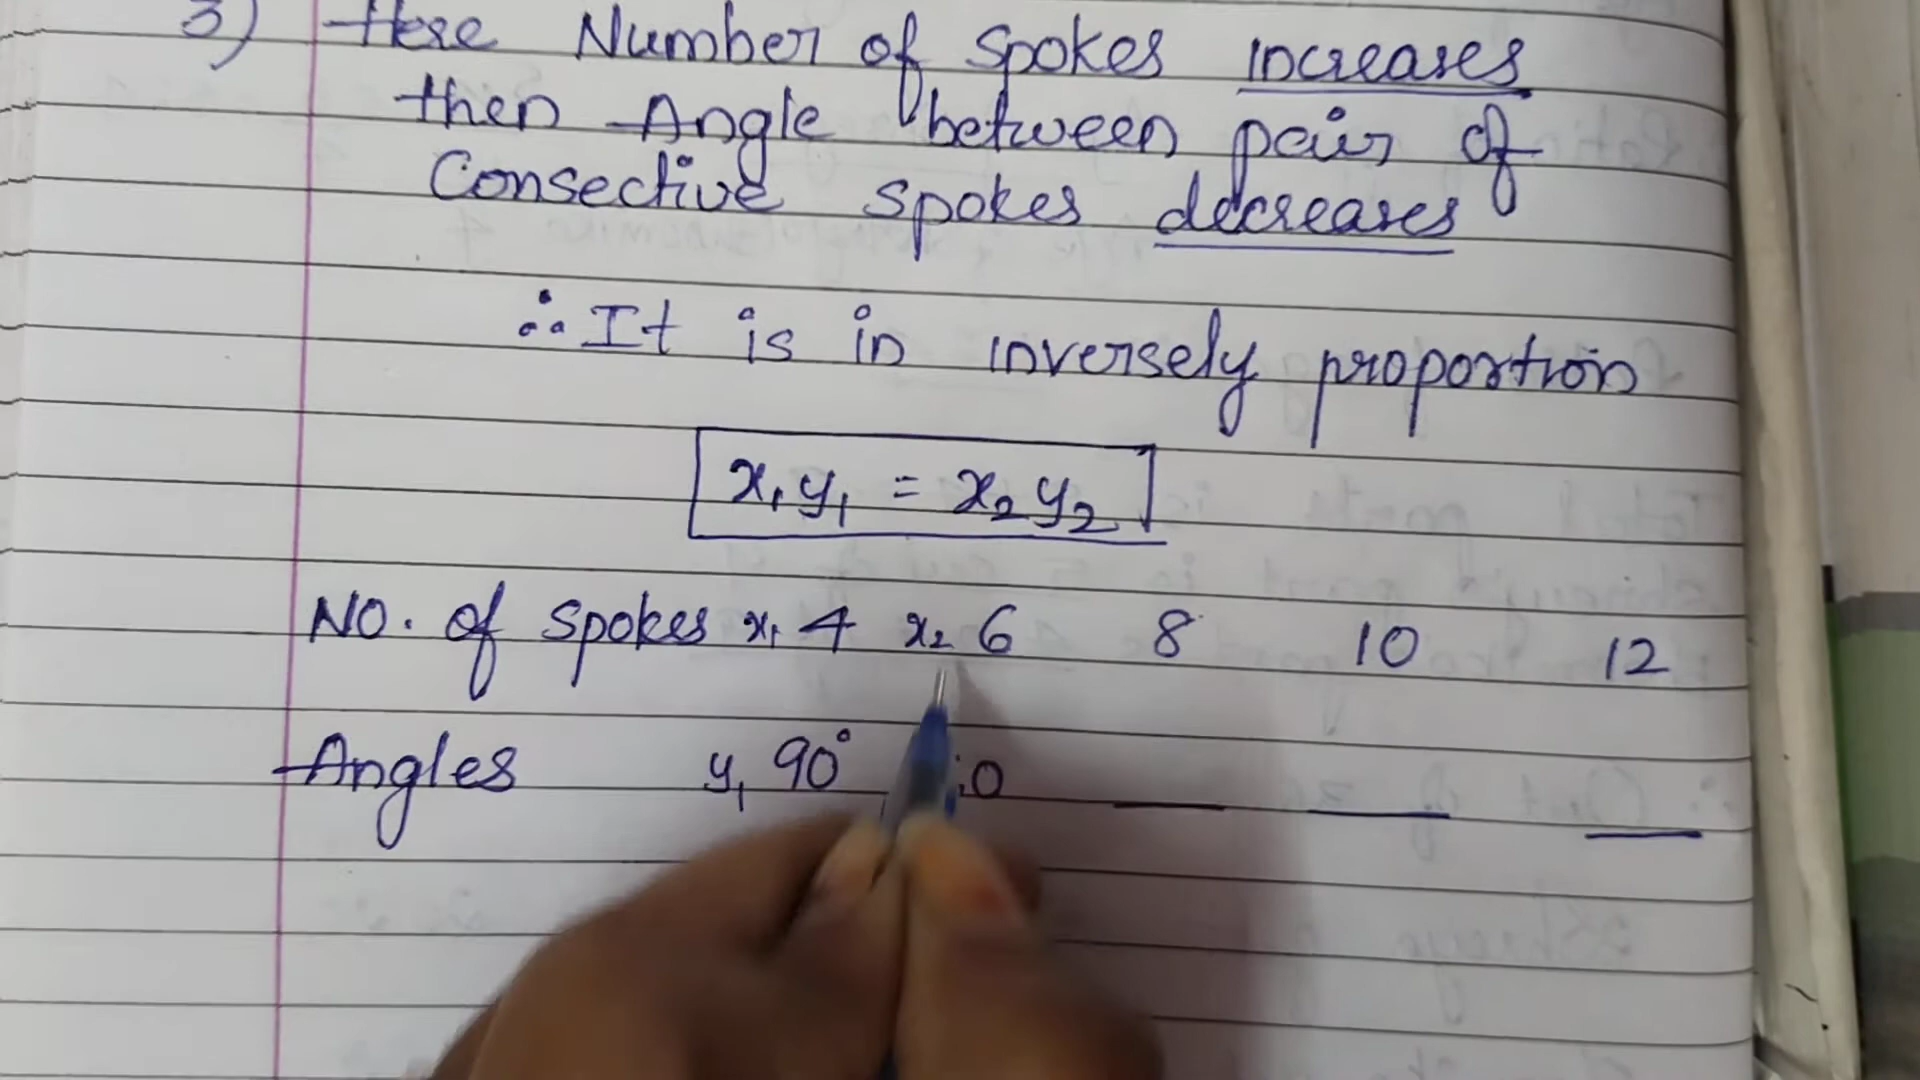 3) Here Number of spokes increases
then Angle between pair of
Consective spokes decreases
∴ It is in inversely proportion
x₁y₁ = x₂y₂
NO. of spokes x₁ 4 x₂ 6 8 10 12
Angles y₁ 90°